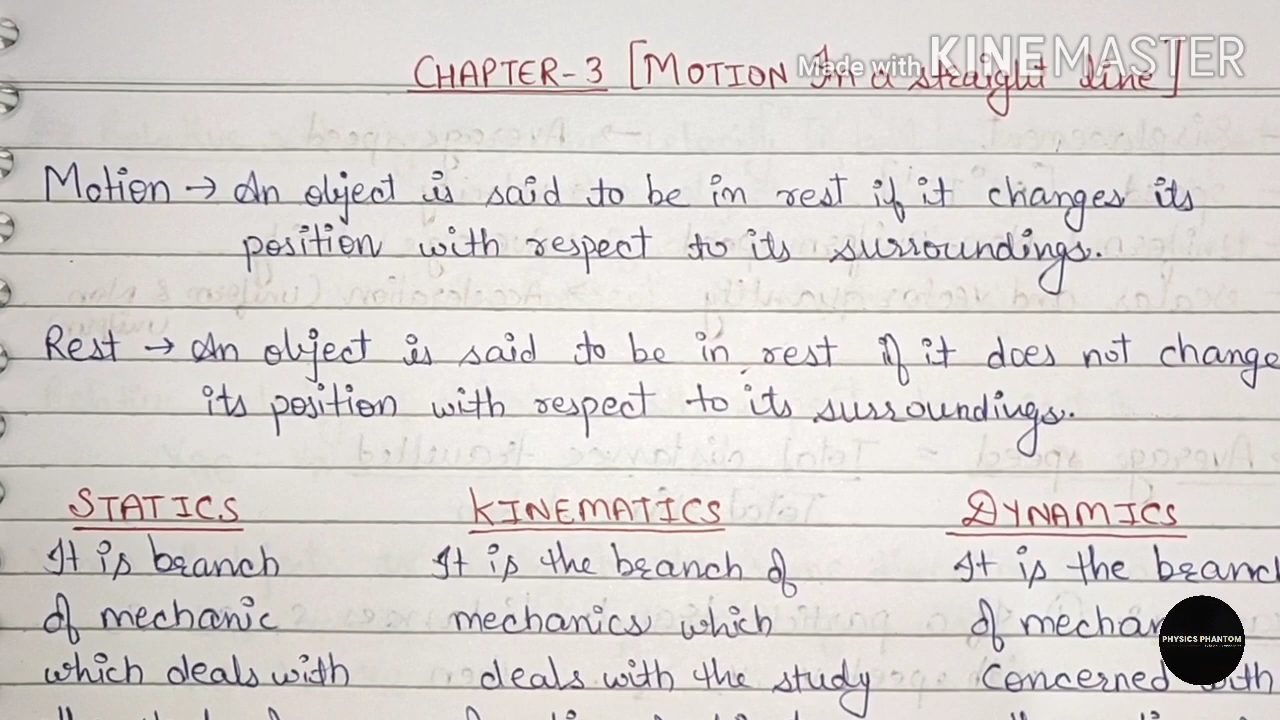 CHAPTER-3 [MOTION In a straight line]
Made with KINEMASTER
Motion → An object is said to be in rest if it changes its
position with respect to its surroundings.
Rest → An object is said to be in rest if it does not change
its position with respect to its surroundings.
STATICS KINEMATICS DYNAMICS
It is branch It is the branch of It is the branch
of mechanic mechanics which of mechan
which deals with deals with the study Concerned with
PHYSICS PHANTOM